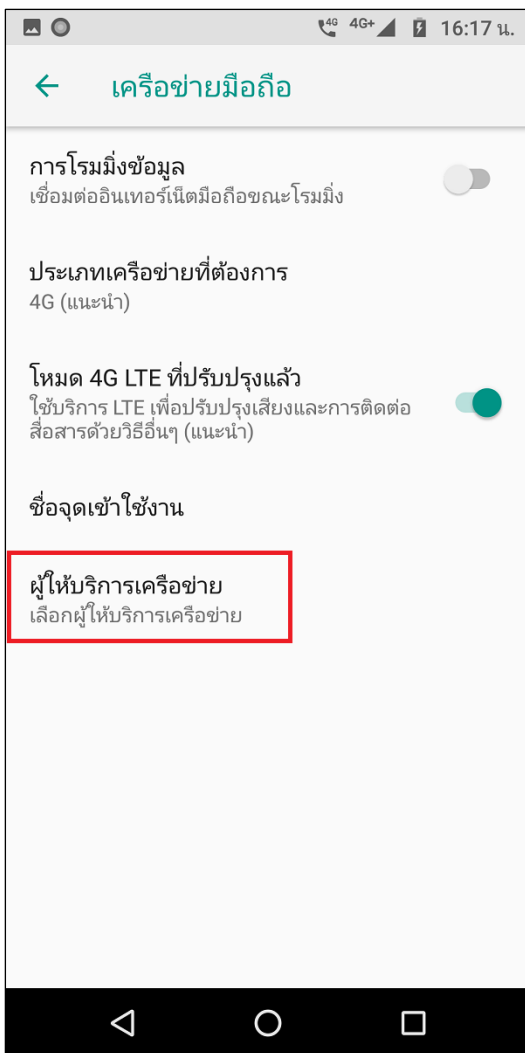 4G 4G+ 16:17 น.
เครือข่ายมือถือ
การโรมมิ่งข้อมูล
เชื่อมต่ออินเทอร์เน็ตมือถือขณะโรมมิ่ง
ประเภทเครือข่ายที่ต้องการ
4G (แนะนำ)
โหมด 4G LTE ที่ปรับปรุงแล้ว
ใช้บริการ LTE เพื่อปรับปรุงเสียงและการติดต่อ
สื่อสารด้วยวิธีอื่นๆ (แนะนำ)
ชื่อจุดเข้าใช้งาน
ผู้ให้บริการเครือข่าย
เลือกผู้ให้บริการเครือข่าย